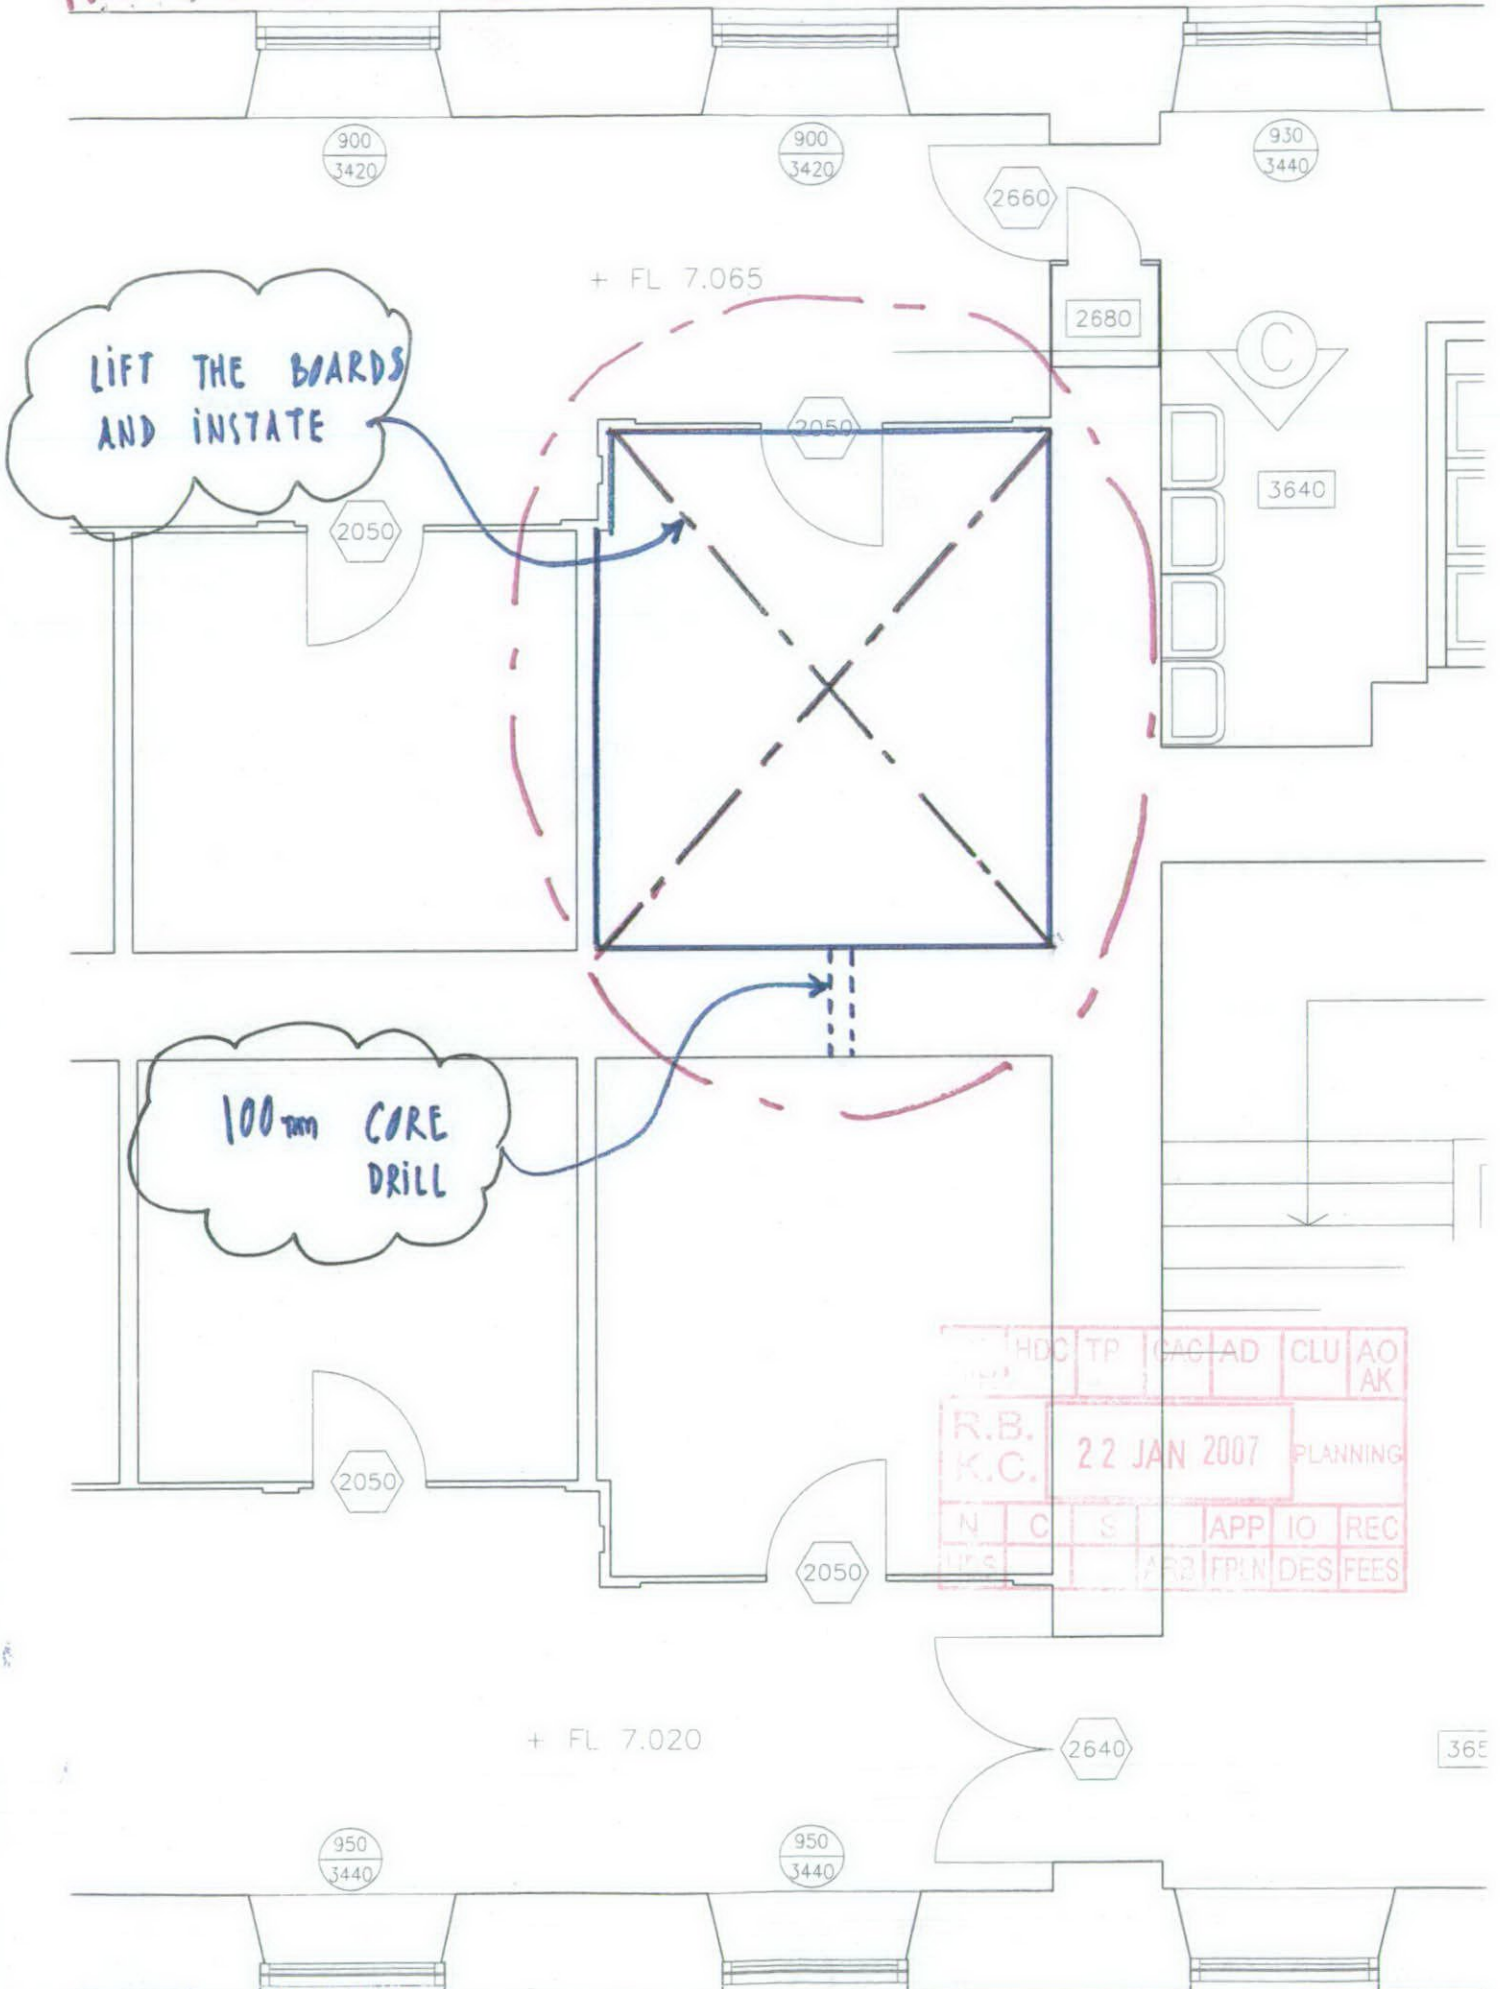 900
3420
900
3420
930
3440
2660
+ FL 7.065
2680
C
LIFT THE BOARDS
AND INSTATE
2050
2050
3640
100mm CORE
DRILL
HDC TP CAC AD CLU AO
AK
R.B.
K.C.
22 JAN 2007
PLANNING
N C S APP IO REC
ARB FPLN DES FEES
2050
2050
+ FL 7.020
2640
950
3440
950
3440